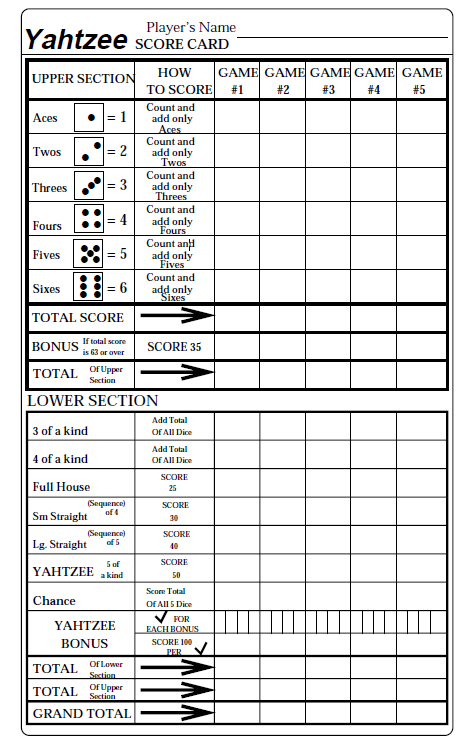 Yahtzee Player's Name
SCORE CARD
UPPER SECTION HOW TO SCORE GAME #1 GAME #2 GAME #3 GAME #4 GAME #5
Aces = 1 Count and add only Aces
Twos = 2 Count and add only Twos
Threes = 3 Count and add only Threes
Fours = 4 Count and add only Fours
Fives = 5 Count and add only Fives
Sixes = 6 Count and add only Sixes
TOTAL SCORE
BONUS If total score is 63 or over SCORE 35
TOTAL Of Upper Section
LOWER SECTION
3 of a kind Add Total Of All Dice
4 of a kind Add Total Of All Dice
Full House SCORE 25
Sm Straight (Sequence) of 4 SCORE 30
Lg. Straight (Sequence) of 5 SCORE 40
YAHTZEE 5 of a kind SCORE 50
Chance Score Total Of All 5 Dice
YAHTZEE BONUS ✓ FOR EACH BONUS
SCORE 100 PER ✓
TOTAL Of Lower Section
TOTAL Of Upper Section
GRAND TOTAL